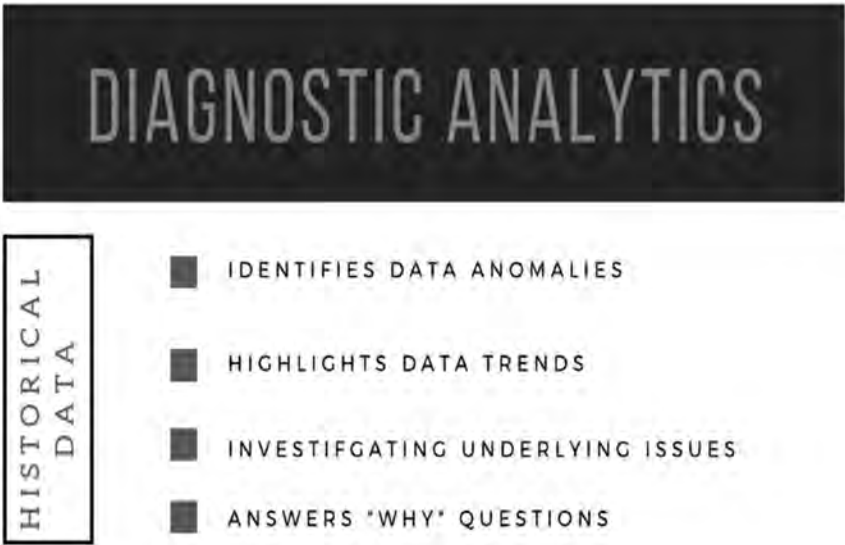 DIAGNOSTIC ANALYTICS
HISTORICAL
DATA
IDENTIFIES DATA ANOMALIES
HIGHLIGHTS DATA TRENDS
INVESTIFGATING UNDERLYING ISSUES
ANSWERS "WHY" QUESTIONS